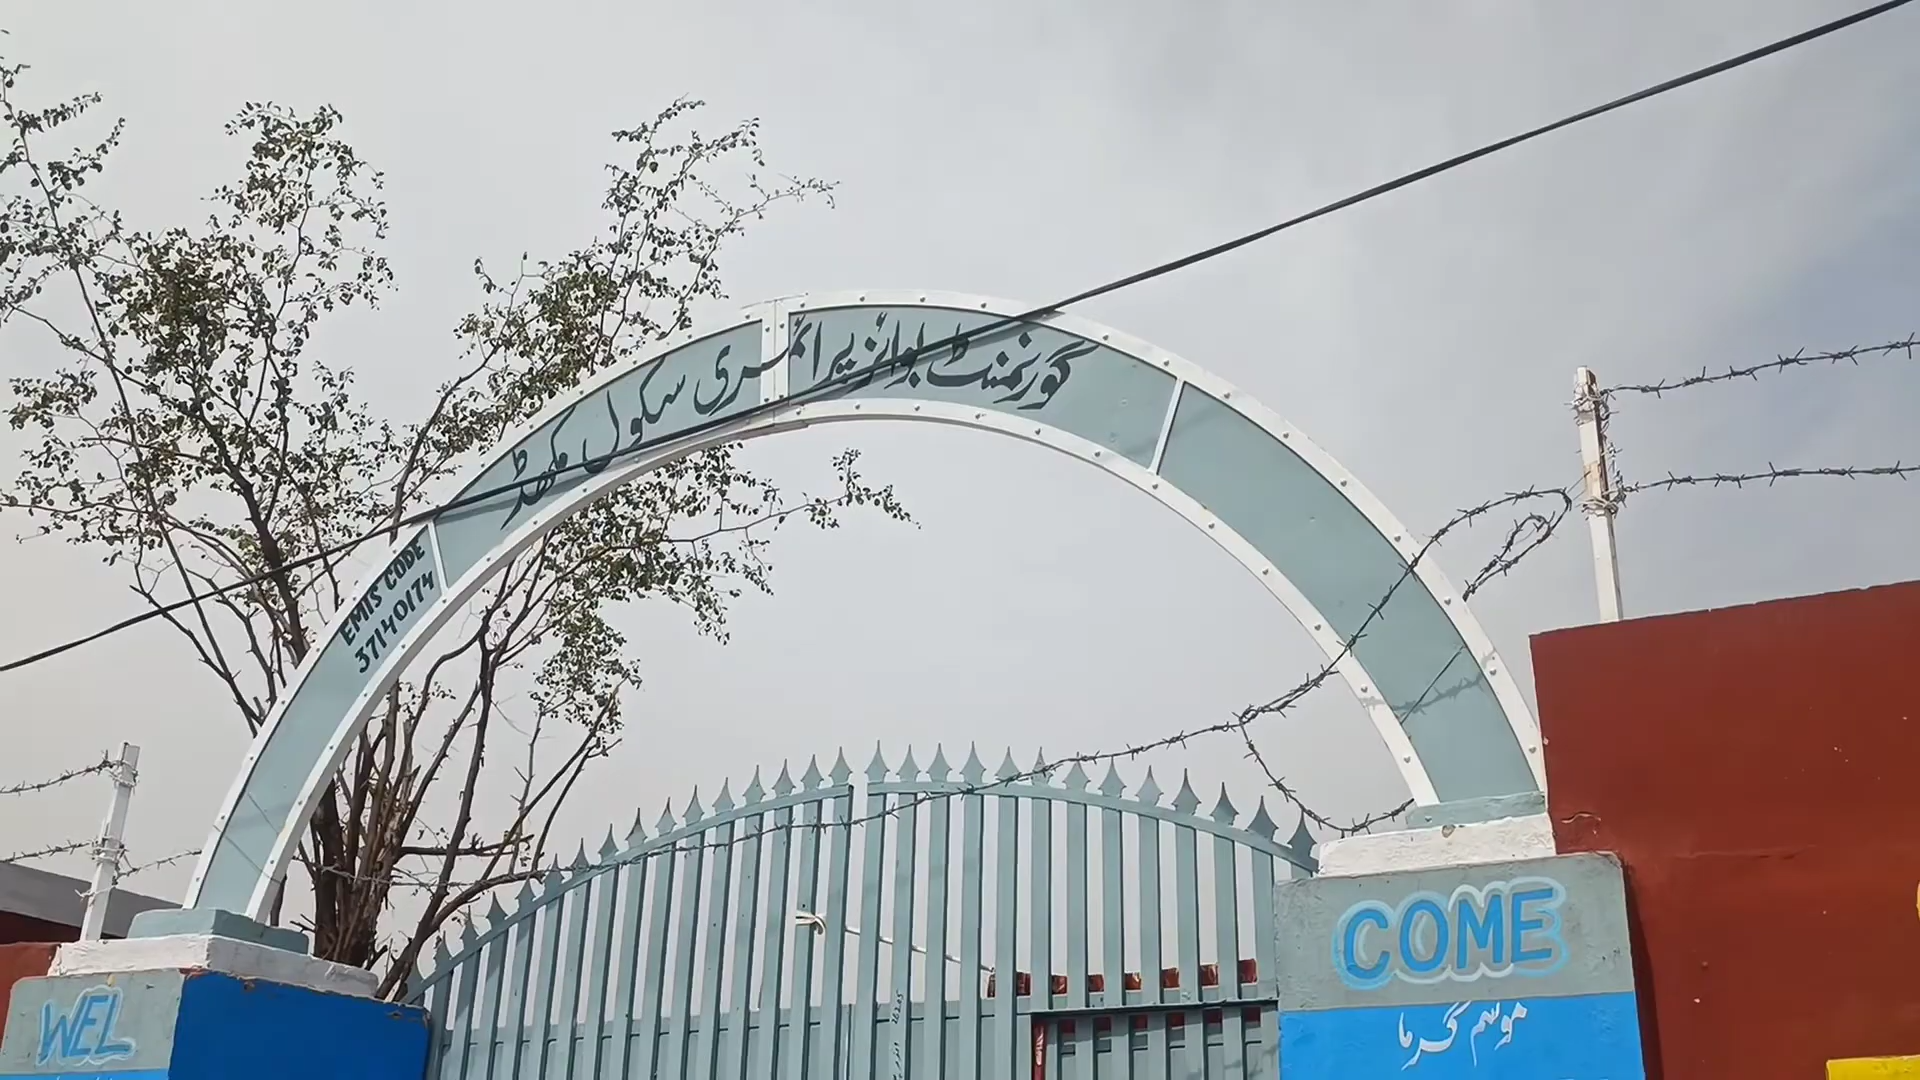 گورنمنٹ بوائز پرائمری سکول مکھڈ
EMIS CODE
37140174
WEL
COME
موسم گرما